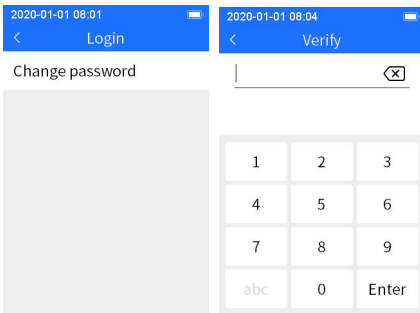 2020-01-01 08:01
Login
Change password
2020-01-01 08:04
Verify
1 2 3
4 5 6
7 8 9
abc 0 Enter